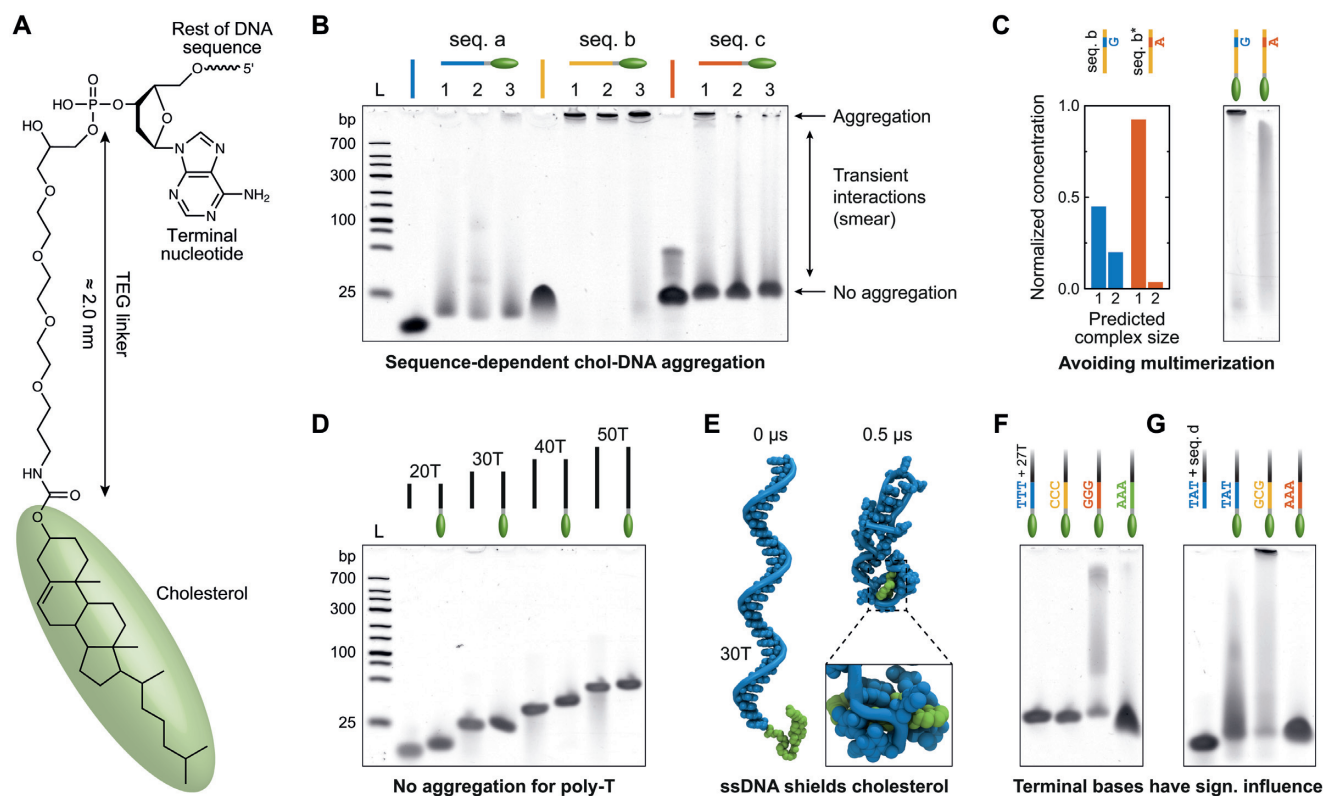 A
Rest of DNA
sequence
O 5'
O
HO P O
O
HO
O
N N
N N
NH₂
Terminal
nucleotide
O
O
O
O
O
TEG linker
≈ 2.0 nm
HN
O
O
Cholesterol
B
seq. a seq. b seq. c
L 1 2 3 1 2 3 1 2 3
bp
700
300
100
25
Aggregation
Transient
interactions
(smear)
No aggregation
Sequence-dependent chol-DNA aggregation
C
seq. b G seq. b* A G A
Normalized concentration
1.0
0.5
0.0
1 2 1 2
Predicted
complex size
Avoiding multimerization
D
20T 30T 40T 50T
L
bp
700
300
100
25
No aggregation for poly-T
E
0 µs 0.5 µs
30T
ssDNA shields cholesterol
F
TTT + 27T CCC GGG AAA
G
TAT + seq. d TAT GCG AAA
Terminal bases have sign. influence